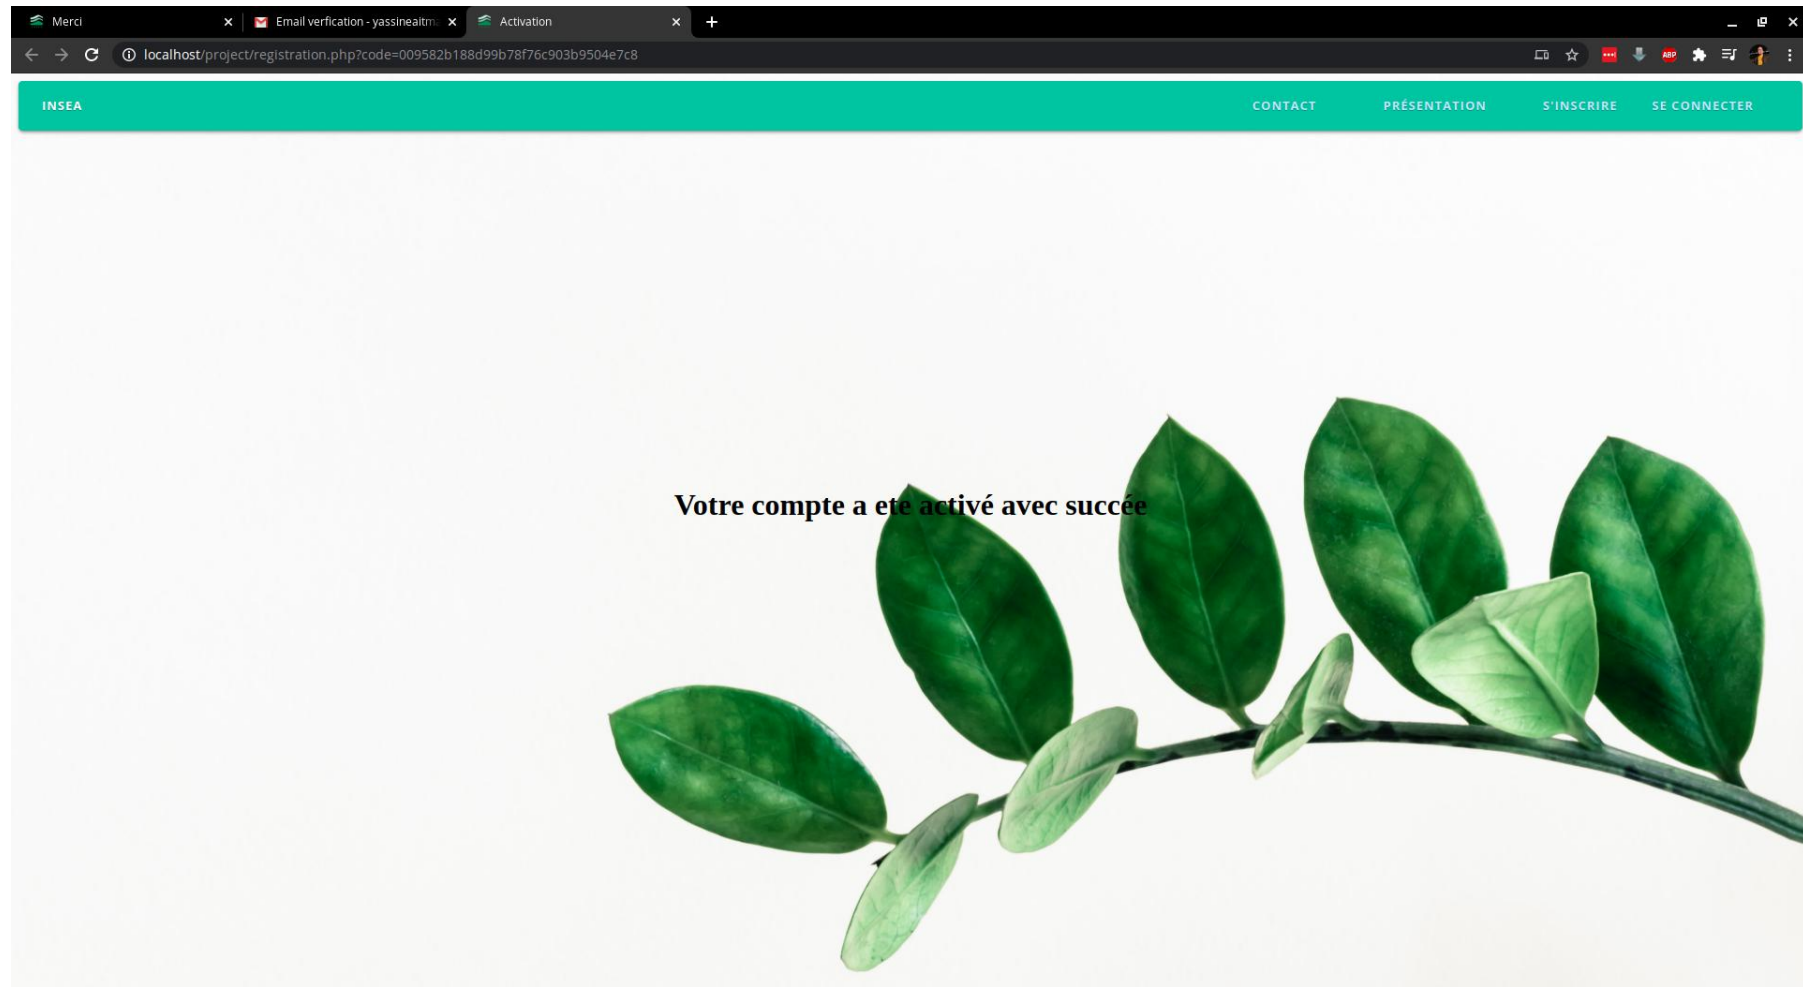 Merci
Email verfication - yassineaitm
Activation
localhost/project/registration.php?code=009582b188d99b78f76c903b9504e7c8
ABP
INSEA
CONTACT
PRÉSENTATION
S'INSCRIRE
SE CONNECTER
Votre compte a ete activé avec succée